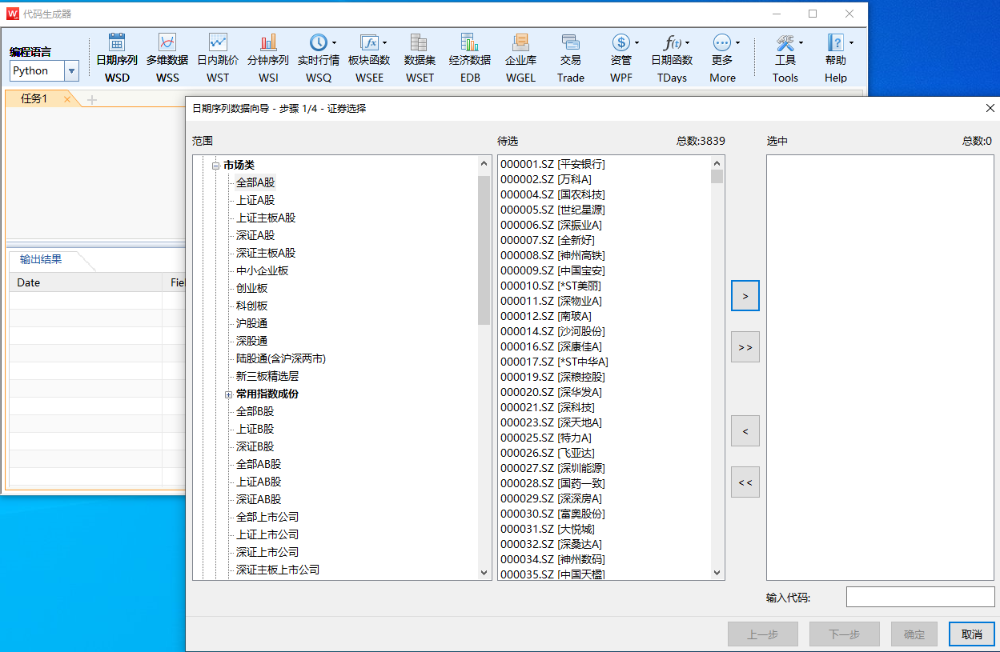 代码生成器
编程语言
Python
日期序列 多维数据 日内跳价 分钟序列 实时行情 板块函数 数据集 经济数据 企业库 交易 资管 日期函数 更多 工具 帮助
WSD WSS WST WSI WSQ WSEE WSET EDB WGEL Trade WPF TDays More Tools Help
任务1
输出结果
Date Fiel
日期序列数据向导 - 步骤 1/4 - 证券选择
范围
市场类
全部A股
上证A股
上证主板A股
深证A股
深证主板A股
中小企业板
创业板
科创板
沪股通
深股通
陆股通(含沪深两市)
新三板精选层
常用指数成份
全部B股
上证B股
深证B股
全部AB股
上证AB股
深证AB股
全部上市公司
上证上市公司
深证上市公司
深证主板上市公司
待选 总数:3839
000001.SZ [平安银行]
000002.SZ [万科A]
000004.SZ [国农科技]
000005.SZ [世纪星源]
000006.SZ [深振业A]
000007.SZ [全新好]
000008.SZ [神州高铁]
000009.SZ [中国宝安]
000010.SZ [*ST美丽]
000011.SZ [深物业A]
000012.SZ [南玻A]
000014.SZ [沙河股份]
000016.SZ [深康佳A]
000017.SZ [*ST中华A]
000019.SZ [深粮控股]
000020.SZ [深华发A]
000021.SZ [深科技]
000023.SZ [深天地A]
000025.SZ [特力A]
000026.SZ [飞亚达]
000027.SZ [深圳能源]
000028.SZ [国药一致]
000029.SZ [深深房A]
000030.SZ [富奥股份]
000031.SZ [大悦城]
000032.SZ [深桑达A]
000034.SZ [神州数码]
000035.SZ [中国天楹]
>
>>
<
<<
选中 总数:0
输入代码:
上一步 下一步 确定 取消